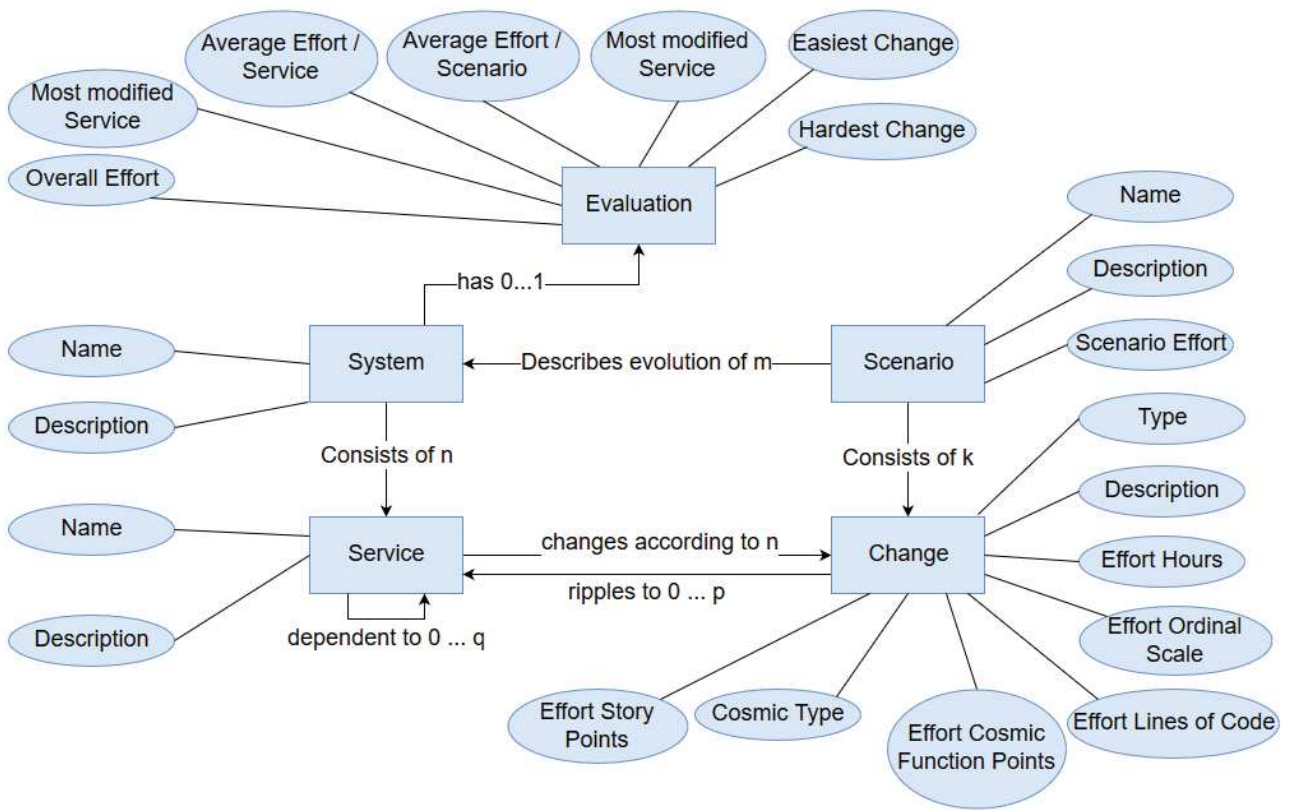 Average Effort /
Service
Average Effort /
Scenario
Most modified
Service
Easiest Change
Most modified
Service
Hardest Change
Overall Effort
Evaluation
Name
has 0...1
Description
Name
System
Describes evolution of m
Scenario
Scenario Effort
Description
Type
Consists of n
Consists of k
Description
Name
Service
changes according to n
Change
Effort Hours
ripples to 0 ... p
Description
dependent to 0 ... q
Effort Ordinal
Scale
Effort Story
Points
Cosmic Type
Effort Cosmic
Function Points
Effort Lines of Code